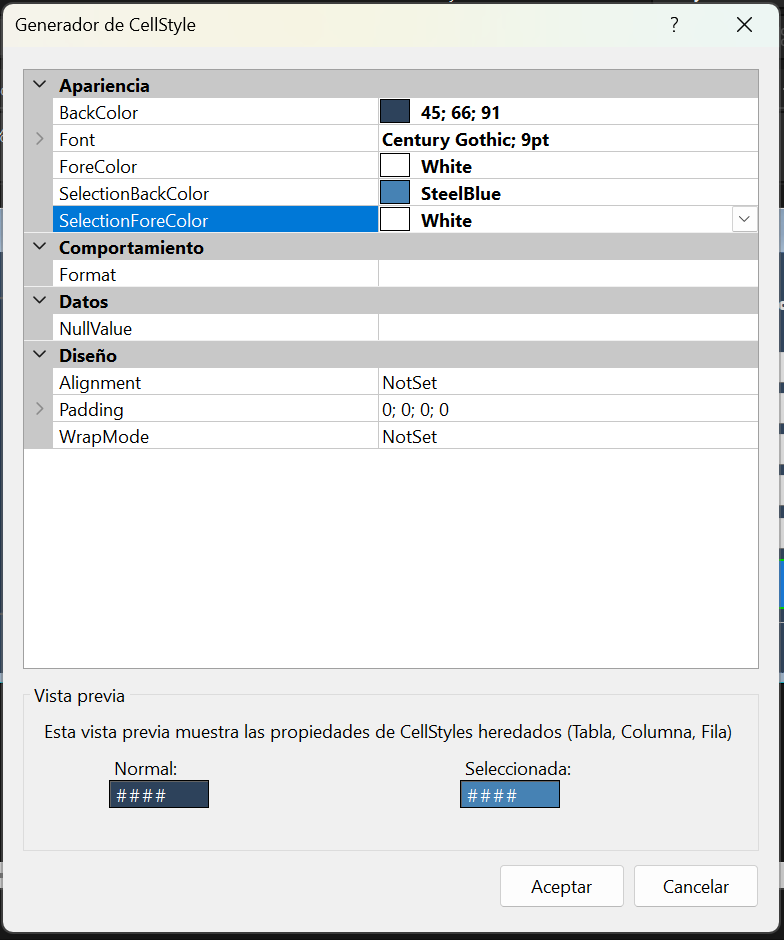 Generador de CellStyle ?
Apariencia
BackColor 45; 66; 91
Font Century Gothic; 9pt
ForeColor White
SelectionBackColor SteelBlue
SelectionForeColor White
Comportamiento
Format
Datos
NullValue
Diseño
Alignment NotSet
Padding 0; 0; 0; 0
WrapMode NotSet
Vista previa
Esta vista previa muestra las propiedades de CellStyles heredados (Tabla, Columna, Fila)
Normal: Seleccionada:
#### ####
Aceptar Cancelar